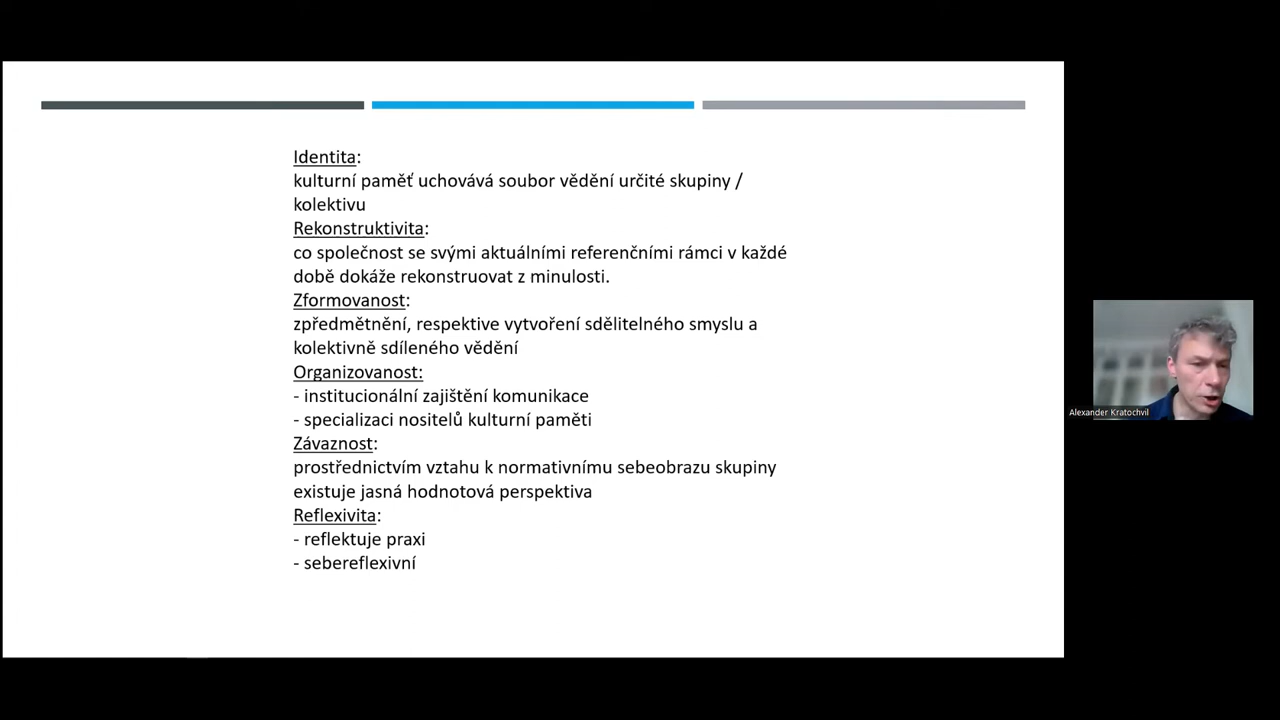 Identita:
kulturní paměť uchovává soubor vědění určité skupiny /
kolektivu
Rekonstruktivita:
co společnost se svými aktuálními referenčními rámci v každé
době dokáže rekonstruovat z minulosti.
Zformovanost:
zpředmětnění, respektive vytvoření sdělitelného smyslu a
kolektivně sdíleného vědění
Organizovanost:
- institucionální zajištění komunikace
- specializaci nositelů kulturní paměti
Závaznost:
prostřednictvím vztahu k normativnímu sebeobrazu skupiny
existuje jasná hodnotová perspektiva
Reflexivita:
- reflektuje praxi
- sebereflexivní
Alexander Kratochvil